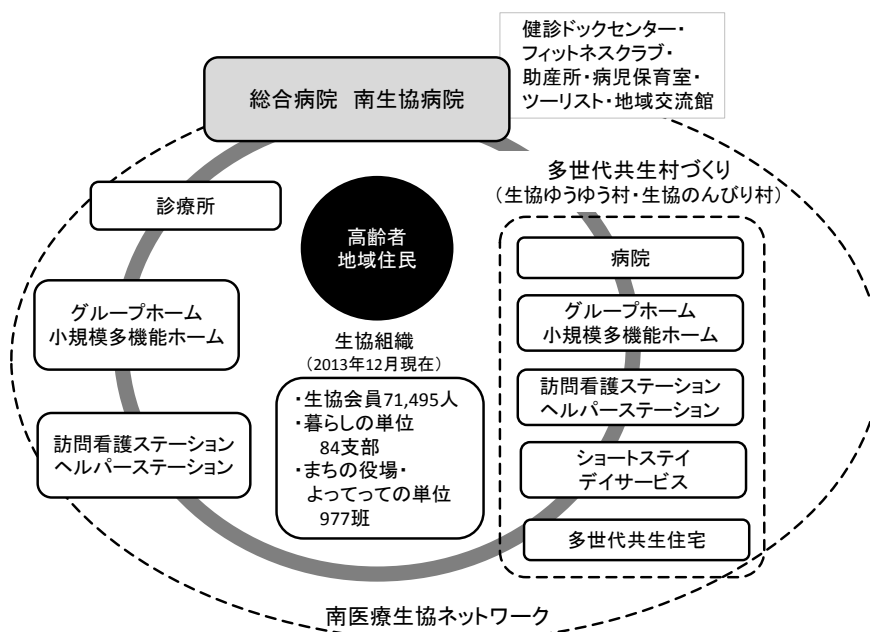 健診ドックセンター・
フィットネスクラブ・
助産所・病児保育室・
ツーリスト・地域交流館
総合病院　南生協病院
多世代共生村づくり
（生協ゆうゆう村・生協のんびり村）
診療所
高齢者
地域住民
病院
グループホーム
小規模多機能ホーム
グループホーム
小規模多機能ホーム
生協組織
（2013年12月現在）
・生協会員71,495人
・暮らしの単位
84支部
・まちの役場・
よってっての単位
977班
訪問看護ステーション
ヘルパーステーション
訪問看護ステーション
ヘルパーステーション
ショートステイ
デイサービス
多世代共生住宅
南医療生協ネットワーク